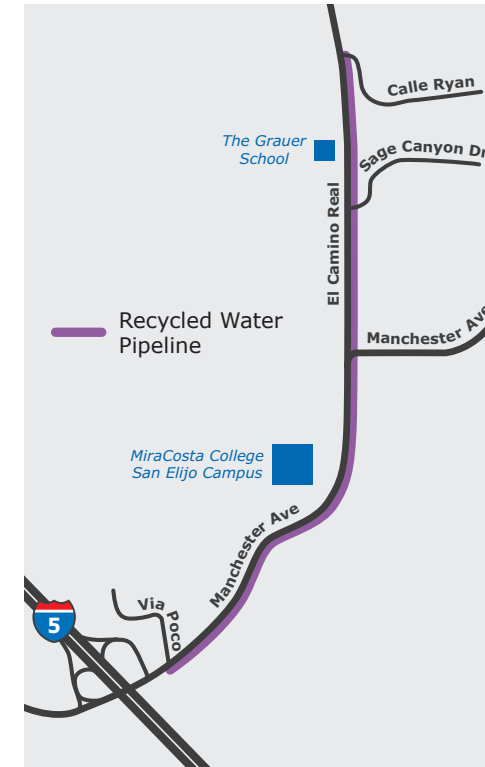 Calle Ryan
The Grauer
School
Sage Canyon Dr
El Camino Real
Recycled Water
Pipeline
Manchester Ave
MiraCosta College
San Elijo Campus
Manchester Ave
Via
Poco
5